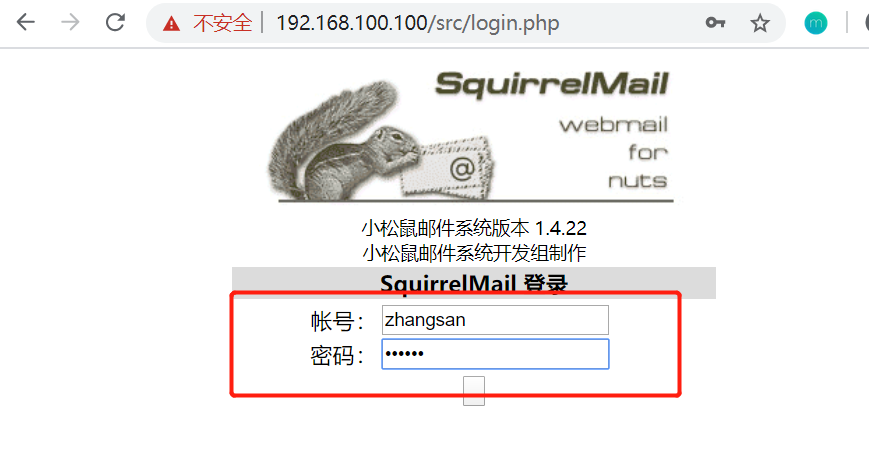 不安全 192.168.100.100/src/login.php
m
SquirrelMail
webmail
for
nuts
@
小松鼠邮件系统版本 1.4.22
小松鼠邮件系统开发组制作
SquirrelMail 登录
帐号： zhangsan
密码： ••••••